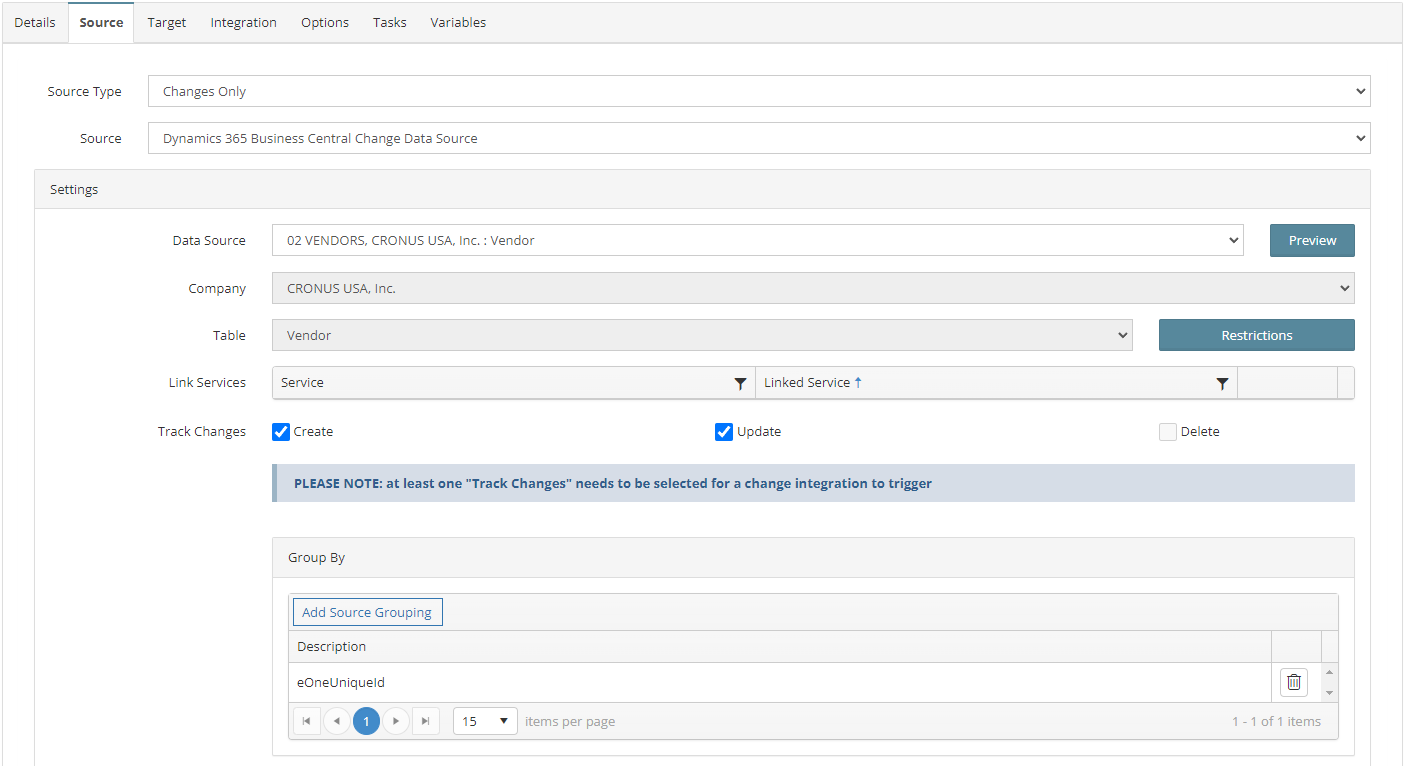 Details Source Target Integration Options Tasks Variables
Source Type Changes Only
Source Dynamics 365 Business Central Change Data Source
Settings
Data Source 02 VENDORS, CRONUS USA, Inc. : Vendor Preview
Company CRONUS USA, Inc.
Table Vendor Restrictions
Link Services Service Linked Service ↑
Track Changes Create Update Delete
PLEASE NOTE: at least one "Track Changes" needs to be selected for a change integration to trigger
Group By
Add Source Grouping
Description
eOneUniqueId
1 15 items per page 1 - 1 of 1 items